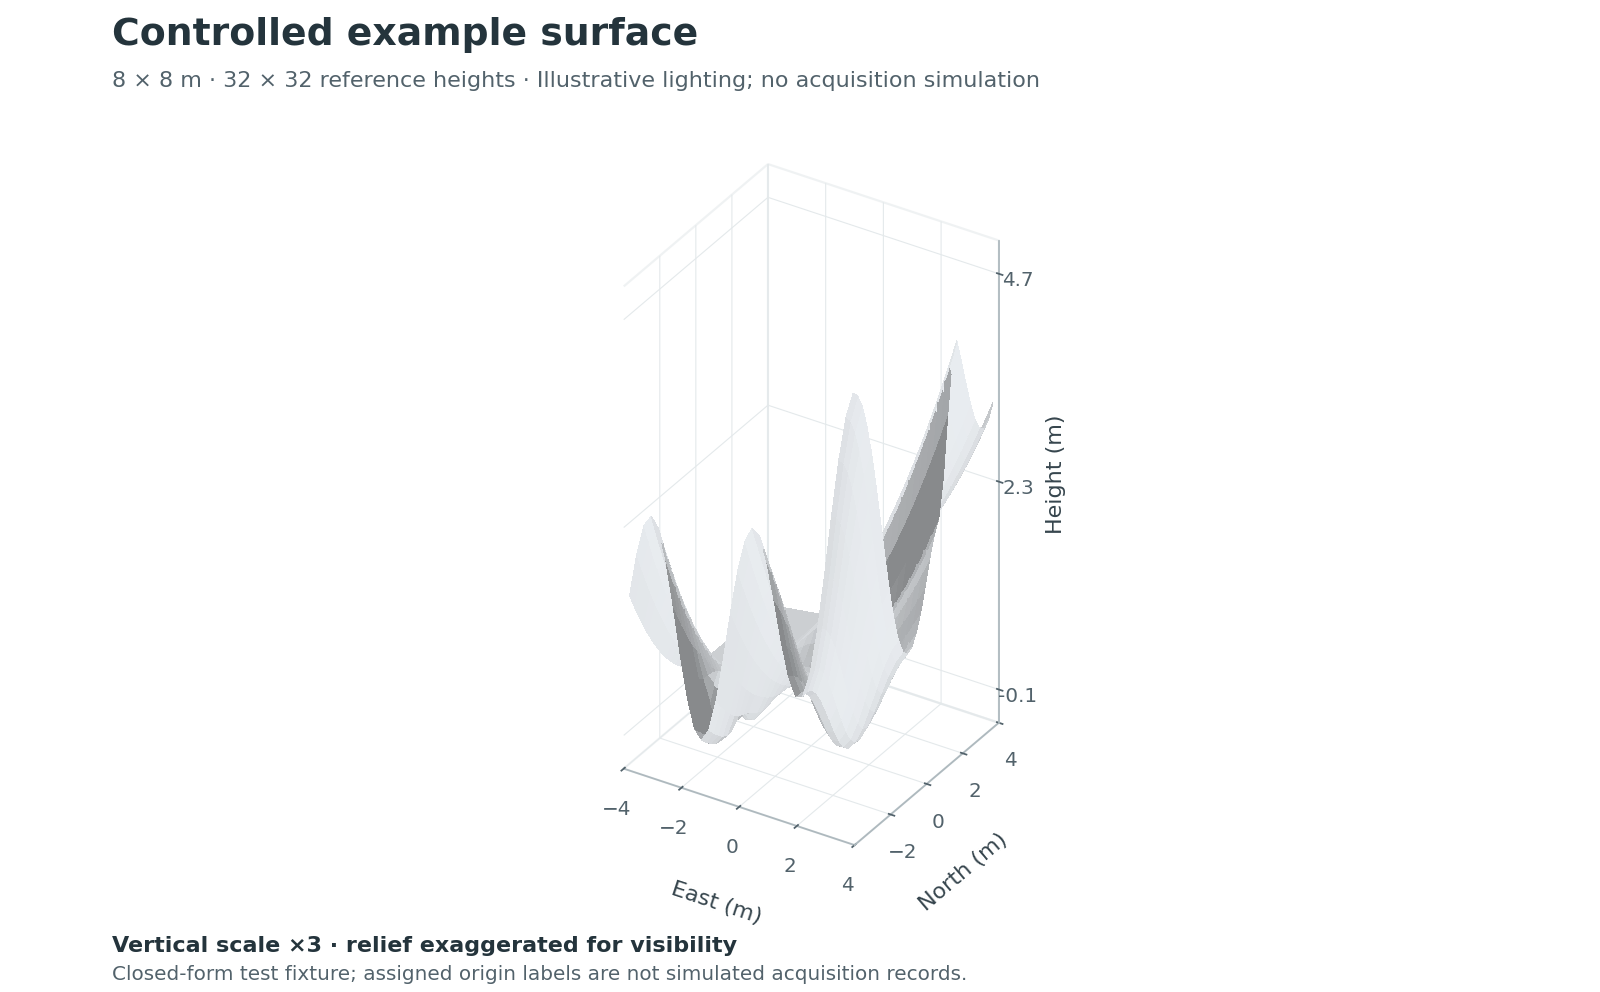 Controlled example surface
8 × 8 m · 32 × 32 reference heights · Illustrative lighting; no acquisition simulation
4.7
2.3
-0.1
Height (m)
−4
−2
0
2
4
East (m)
−2
0
2
4
North (m)
Vertical scale ×3 · relief exaggerated for visibility
Closed-form test fixture; assigned origin labels are not simulated acquisition records.